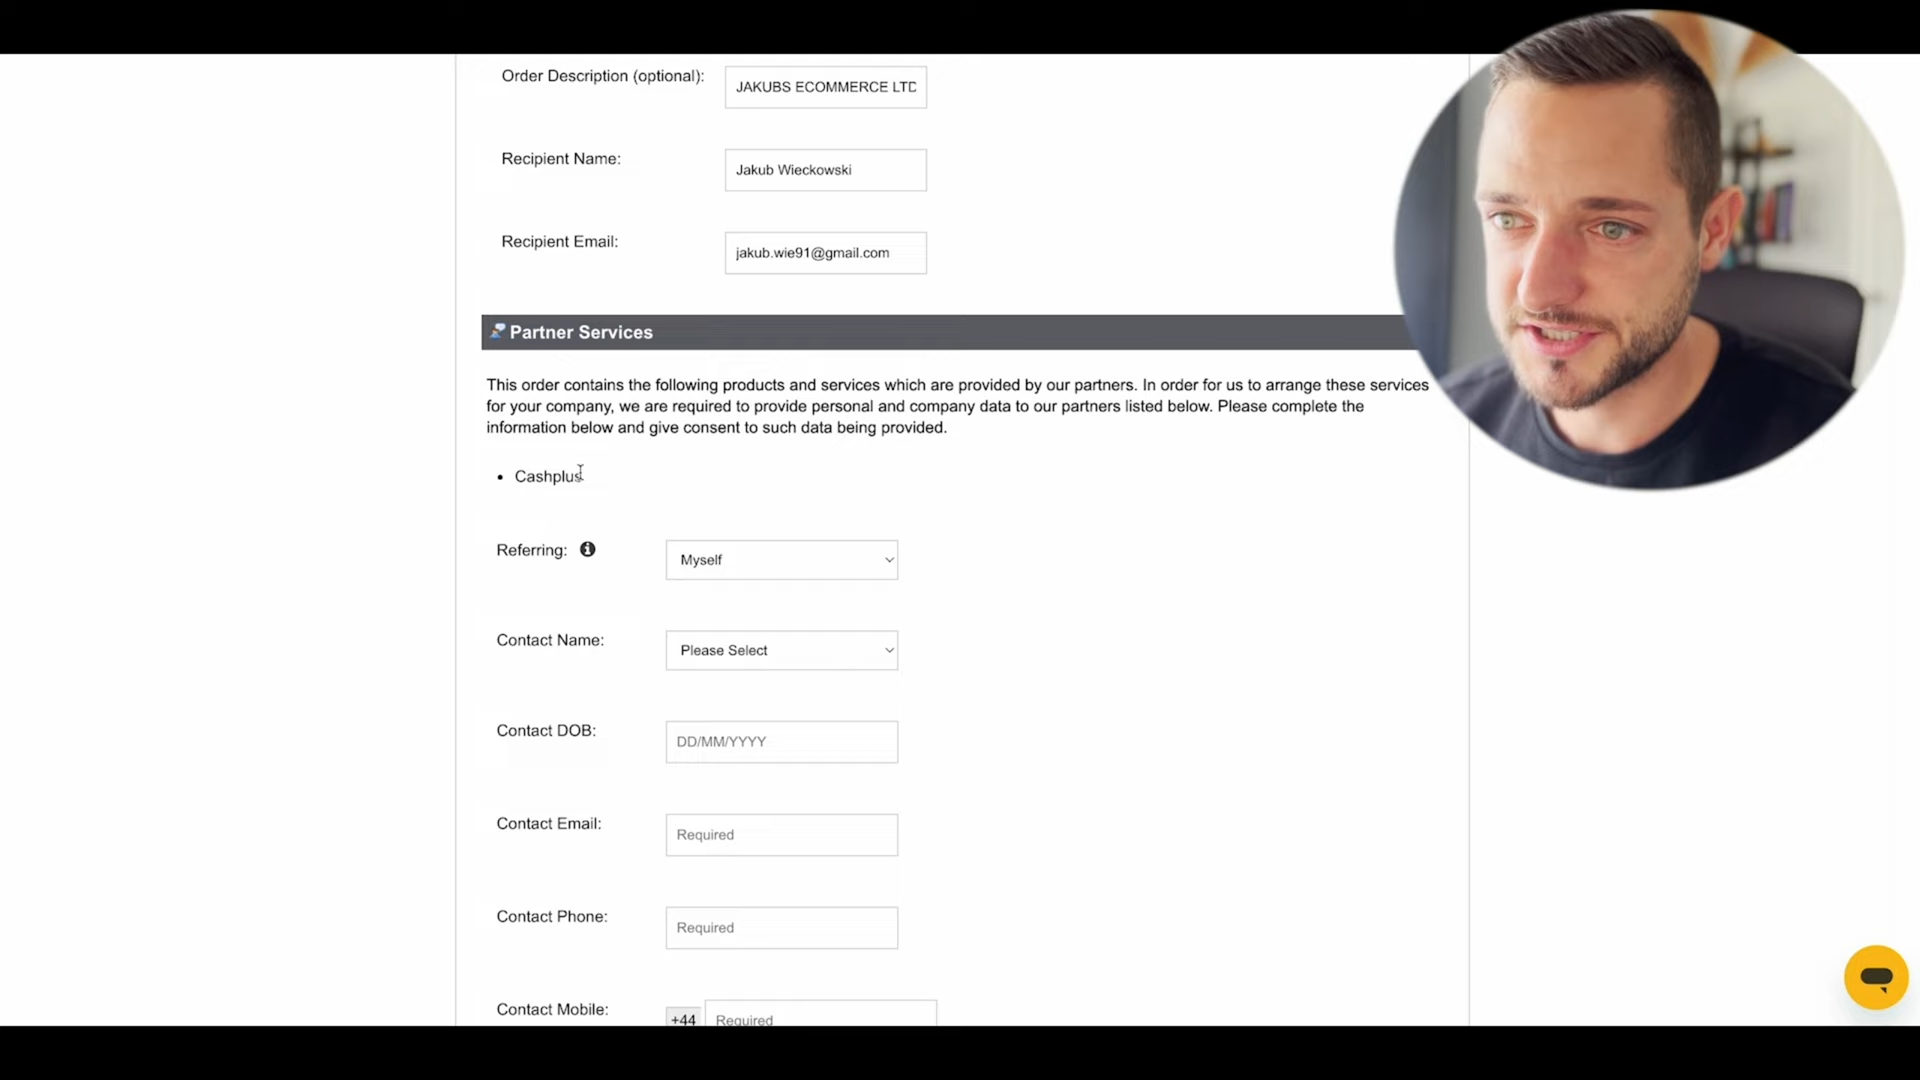 Order Description (optional):
JAKUBS ECOMMERCE LTD
Recipient Name:
Jakub Wieckowski
Recipient Email:
jakub.wie91@gmail.com
Partner Services
This order contains the following products and services which are provided by our partners. In order for us to arrange these services
for your company, we are required to provide personal and company data to our partners listed below. Please complete the
information below and give consent to such data being provided.
• Cashplus
Referring:
Myself
Contact Name:
Please Select
Contact DOB:
DD/MM/YYYY
Contact Email:
Required
Contact Phone:
Required
Contact Mobile:
+44
Required